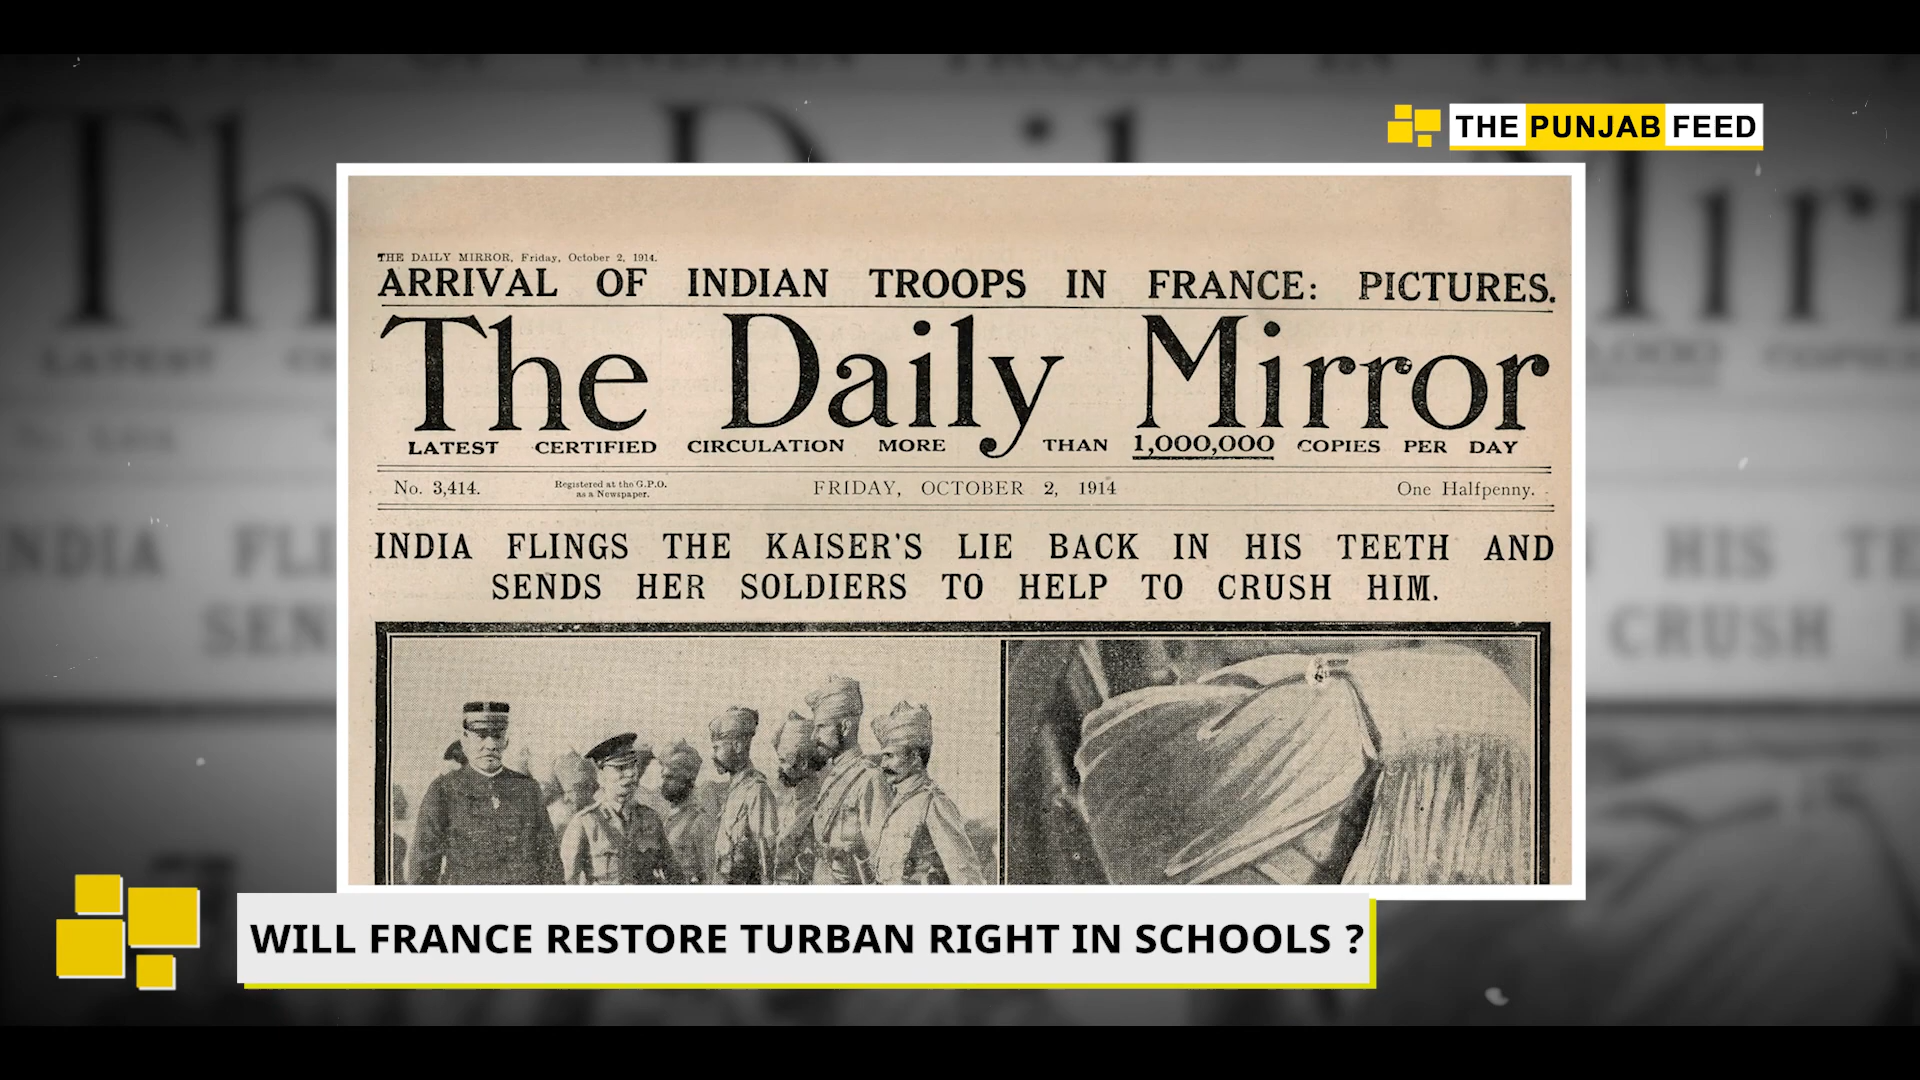 THE PUNJAB FEED
THE DAILY MIRROR, Friday, October 2, 1914.
ARRIVAL OF INDIAN TROOPS IN FRANCE: PICTURES.
The Daily Mirror
LATEST CERTIFIED CIRCULATION MORE THAN 1,000,000 COPIES PER DAY
No. 3,414.
Registered at the G.P.O.
as a Newspaper.
FRIDAY, OCTOBER 2, 1914
One Halfpenny.
INDIA FLINGS THE KAISER'S LIE BACK IN HIS TEETH AND
SENDS HER SOLDIERS TO HELP TO CRUSH HIM.
WILL FRANCE RESTORE TURBAN RIGHT IN SCHOOLS ?